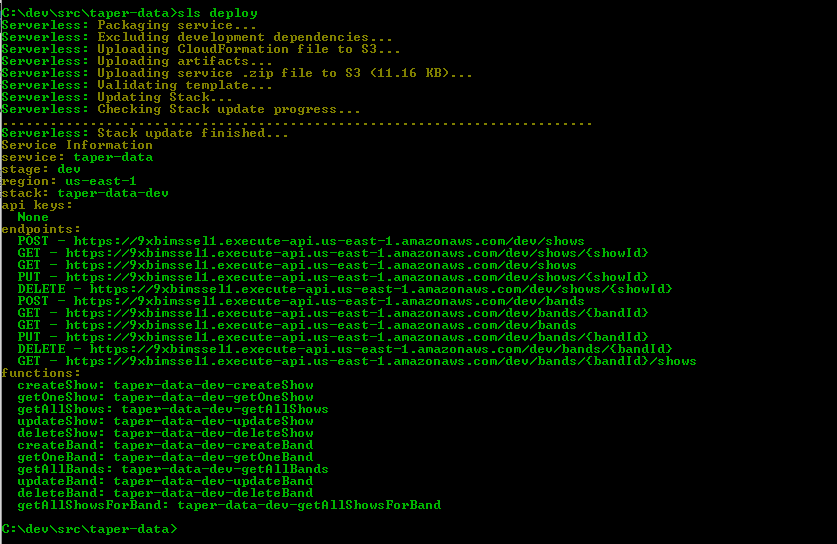 C:\dev\src\taper-data>sls deploy
Serverless: Packaging service...
Serverless: Excluding development dependencies...
Serverless: Uploading CloudFormation file to S3...
Serverless: Uploading artifacts...
Serverless: Uploading service .zip file to S3 (11.16 KB)...
Serverless: Validating template...
Serverless: Updating Stack...
Serverless: Checking Stack update progress...
..........................................................................
Serverless: Stack update finished...
Service Information
service: taper-data
stage: dev
region: us-east-1
stack: taper-data-dev
api keys:
  None
endpoints:
  POST - https://9xbimssel1.execute-api.us-east-1.amazonaws.com/dev/shows
  GET - https://9xbimssel1.execute-api.us-east-1.amazonaws.com/dev/shows/{showId}
  GET - https://9xbimssel1.execute-api.us-east-1.amazonaws.com/dev/shows
  PUT - https://9xbimssel1.execute-api.us-east-1.amazonaws.com/dev/shows/{showId}
  DELETE - https://9xbimssel1.execute-api.us-east-1.amazonaws.com/dev/shows/{showId}
  POST - https://9xbimssel1.execute-api.us-east-1.amazonaws.com/dev/bands
  GET - https://9xbimssel1.execute-api.us-east-1.amazonaws.com/dev/bands/{bandId}
  GET - https://9xbimssel1.execute-api.us-east-1.amazonaws.com/dev/bands
  PUT - https://9xbimssel1.execute-api.us-east-1.amazonaws.com/dev/bands/{bandId}
  DELETE - https://9xbimssel1.execute-api.us-east-1.amazonaws.com/dev/bands/{bandId}
  GET - https://9xbimssel1.execute-api.us-east-1.amazonaws.com/dev/bands/{bandId}/shows
functions:
  createShow: taper-data-dev-createShow
  getOneShow: taper-data-dev-getOneShow
  getAllShows: taper-data-dev-getAllShows
  updateShow: taper-data-dev-updateShow
  deleteShow: taper-data-dev-deleteShow
  createBand: taper-data-dev-createBand
  getOneBand: taper-data-dev-getOneBand
  getAllBands: taper-data-dev-getAllBands
  updateBand: taper-data-dev-updateBand
  deleteBand: taper-data-dev-deleteBand
  getAllShowsForBand: taper-data-dev-getAllShowsForBand
C:\dev\src\taper-data>